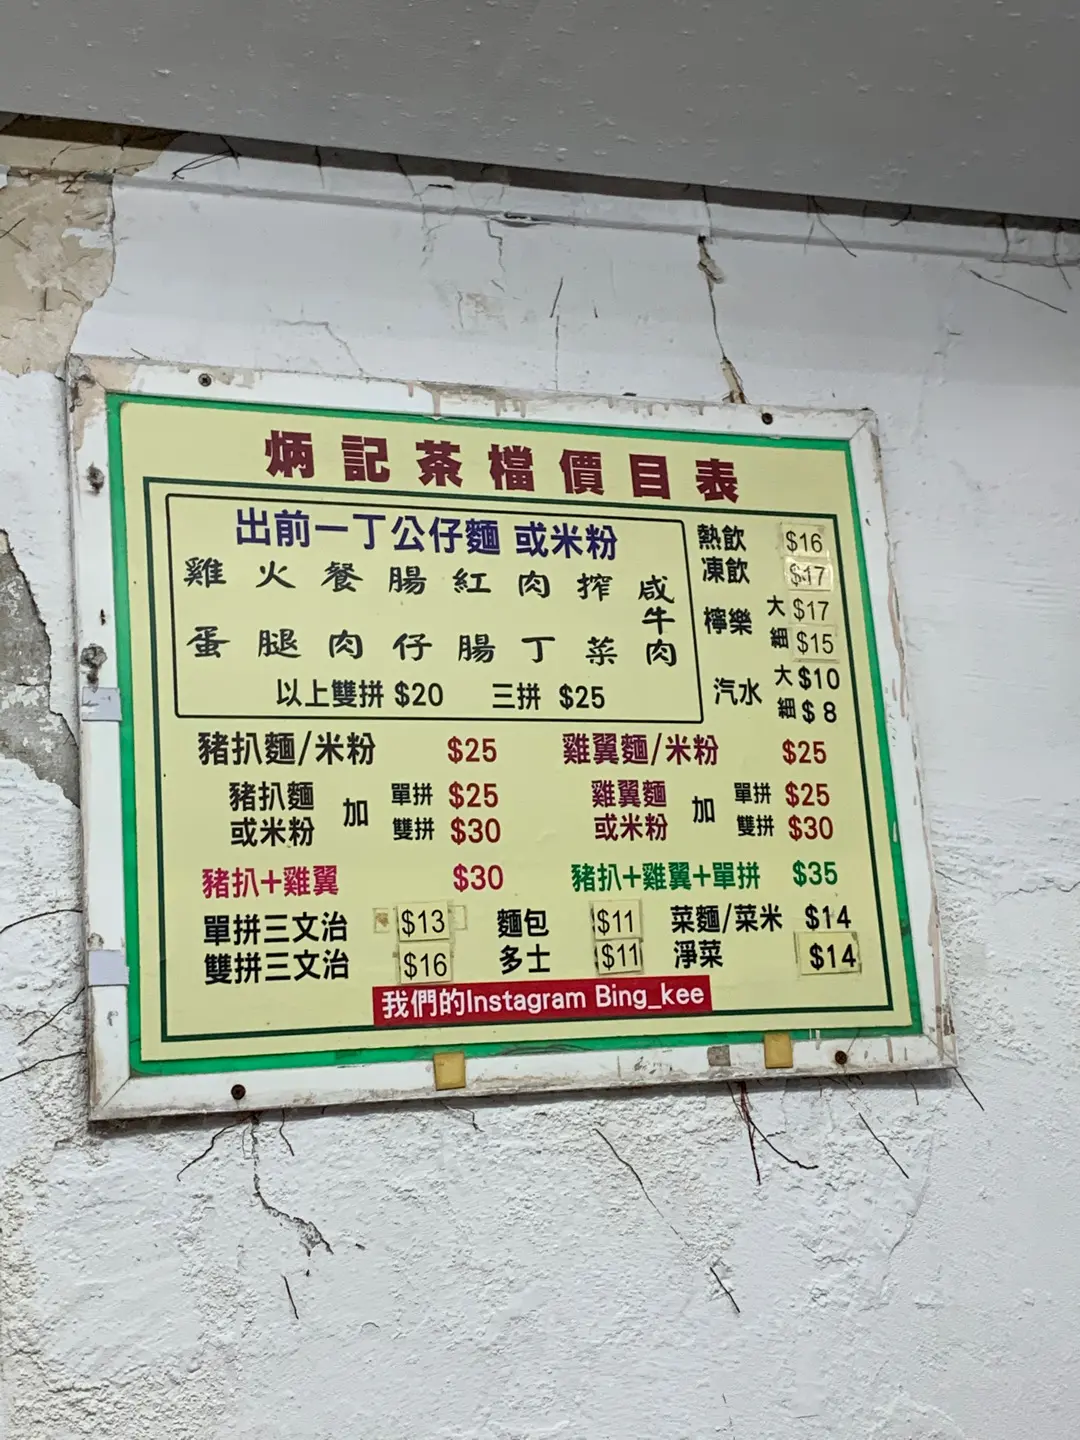 炳記茶檔價目表
出前一丁公仔麵 或米粉
雞蛋 火腿 餐肉 腸仔 紅腸 肉丁 搾菜 咸牛肉
以上雙拼 $20 三拼 $25
熱飲 $16
凍飲 $17
檸樂 大 $17
細 $15
汽水 大 $10
細 $8
豬扒麵/米粉 $25 雞翼麵/米粉 $25
豬扒麵或米粉 加 單拼 $25
雙拼 $30
雞翼麵或米粉 加 單拼 $25
雙拼 $30
豬扒+雞翼 $30 豬扒+雞翼+單拼 $35
單拼三文治 $13 麵包 $11 菜麵/菜米 $14
雙拼三文治 $16 多士 $11 淨菜 $14
我們的Instagram Bing_kee